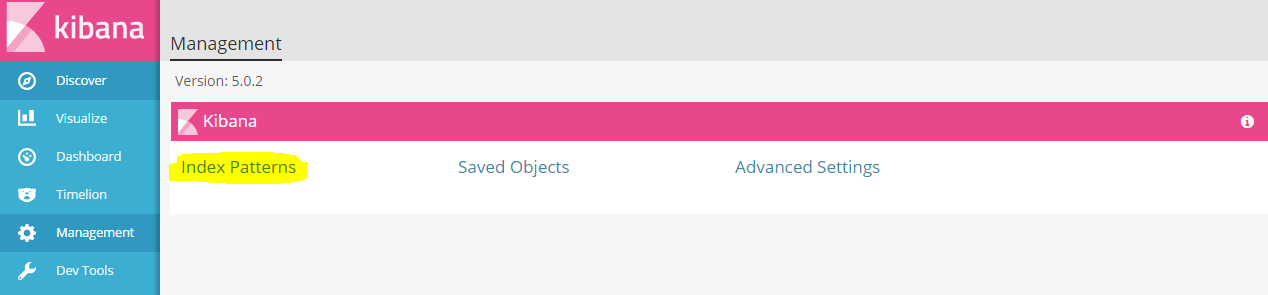 kibana
Discover
Visualize
Dashboard
Timelion
Management
Dev Tools
Management
Version: 5.0.2
Kibana
Index Patterns Saved Objects Advanced Settings